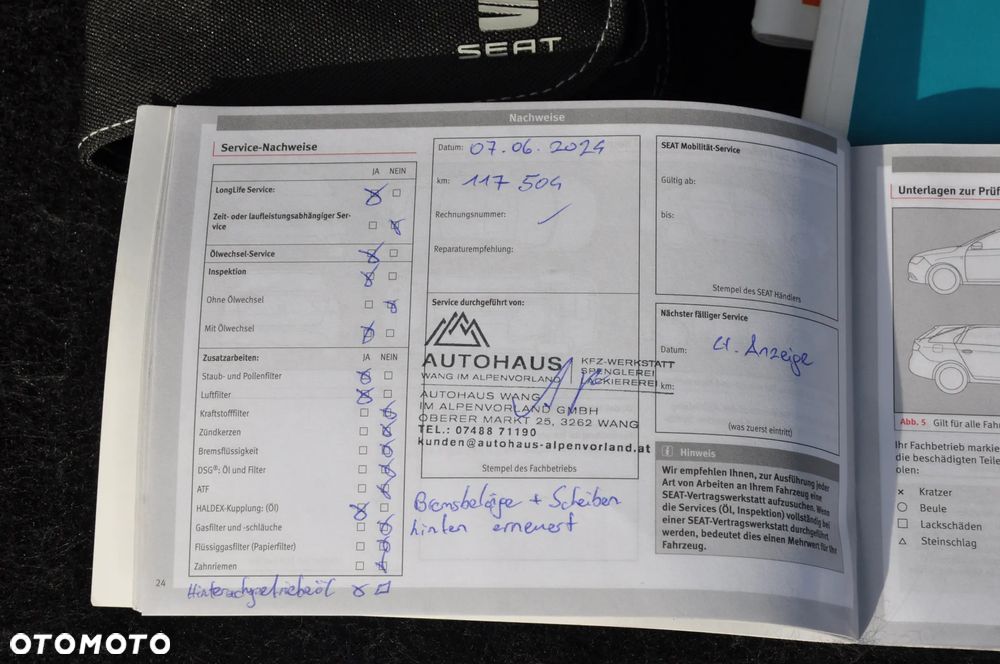 SEAT
Nachweise
Service-Nachweise
JA NEIN
LongLife Service:
Zeit- oder laufleistungsabhängiger Ser-
vice
Ölwechsel-Service
Inspektion
Ohne Ölwechsel
Mit Ölwechsel
Zusatzarbeiten: JA NEIN
Staub- und Pollenfilter
Luftfilter
Kraftstofffilter
Zündkerzen
Bremsflüssigkeit
DSG®: Öl und Filter
ATF
HALDEX-Kupplung: (Öl)
Gasfilter und -schläuche
Flüssiggasfilter (Papierfilter)
Zahnriemen
Hinterachsgetriebeöl
24
Datum: 07.06.2024
km: 117 504
Rechnungsnummer:
Reparaturempfehlung:
Service durchgeführt von:
AUTOHAUS
WANG IM ALPENVORLAND
KFZ-WERKSTATT
SPENGLEREI
LACKIEREREI
AUTOHAUS WANG
IM ALPENVORLAND GMBH
OBERER MARKT 25, 3262 WANG
TEL.: 07488 71190
kunden@autohaus-alpenvorland.at
Stempel des Fachbetriebs
Bremsbeläge + Scheiben
hinten erneuert
SEAT Mobilität-Service
Gültig ab:
bis:
Stempel des SEAT Händlers
Nächster fälliger Service
Datum: lt. Anzeige
km:
(was zuerst eintritt)
i Hinweis
Wir empfehlen Ihnen, zur Ausführung jeder
Art von Arbeiten an Ihrem Fahrzeug eine
SEAT-Vertragswerkstatt aufzusuchen. Wenn
die Services (Öl, Inspektion) vollständig bei
einer SEAT-Vertragswerkstatt durchgeführt
werden, bedeutet dies einen Mehrwert für Ihr
Fahrzeug.
Unterlagen zur Prüf
Abb. 5 Gilt für alle Fah
Ihr Fachbetrieb markier
die beschädigten Teile
olen:
× Kratzer
○ Beule
□ Lackschäden
△ Steinschlag
OTOMOTO